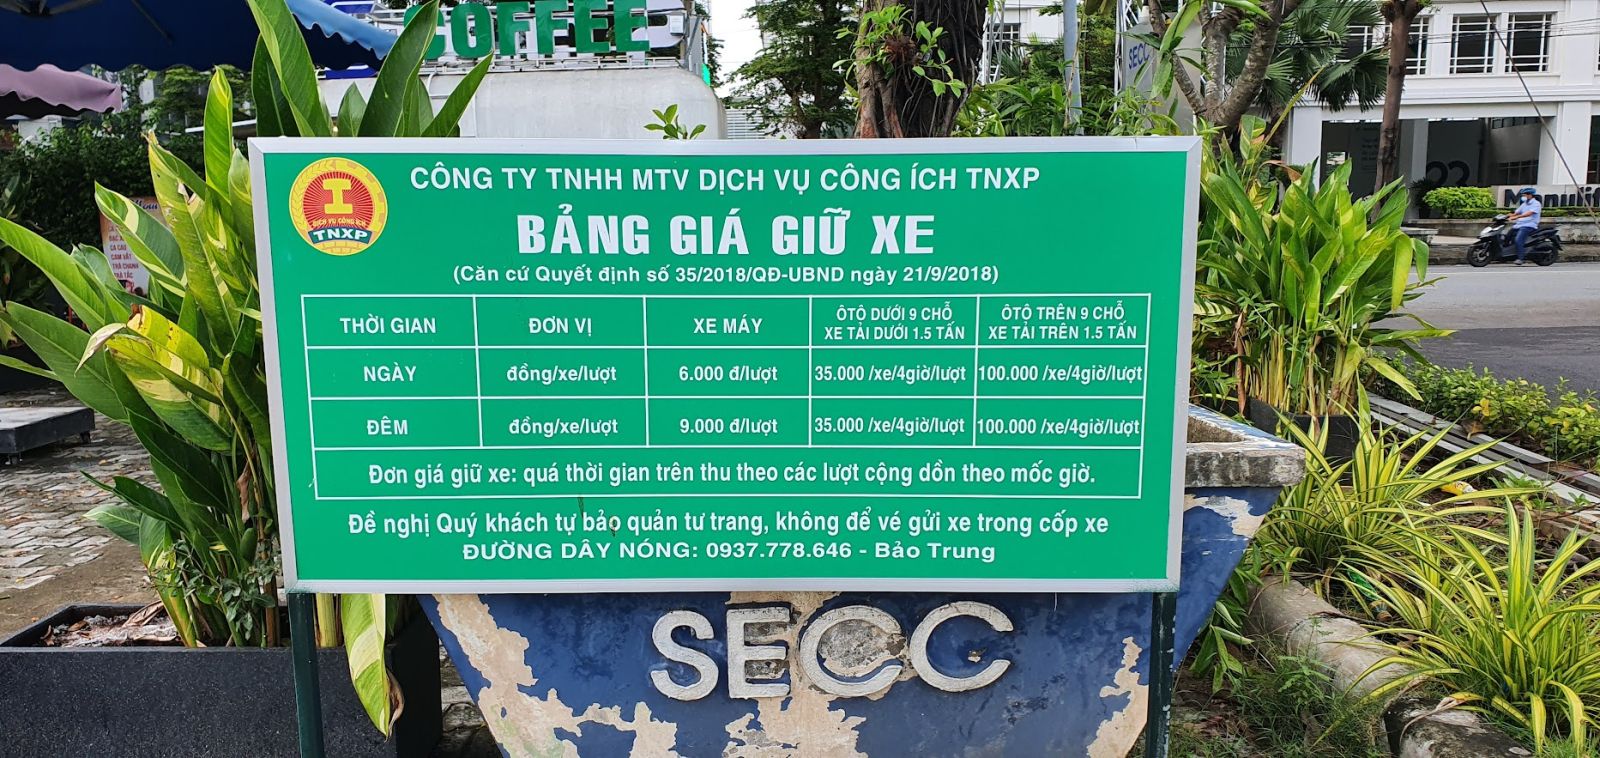 COFFEE
SECC
CÔNG TY TNHH MTV DỊCH VỤ CÔNG ÍCH TNXP
DỊCH VỤ CÔNG ÍCH
TNXP
BẢNG GIÁ GIỮ XE
(Căn cứ Quyết định số 35/2018/QĐ-UBND ngày 21/9/2018)
THỜI GIAN ĐƠN VỊ XE MÁY ÔTÔ DƯỚI 9 CHỖ XE TẢI DƯỚI 1.5 TẤN ÔTÔ TRÊN 9 CHỖ XE TẢI TRÊN 1.5 TẤN
NGÀY đồng/xe/lượt 6.000 đ/lượt 35.000 /xe/4giờ/lượt 100.000 /xe/4giờ/lượt
ĐÊM đồng/xe/lượt 9.000 đ/lượt 35.000 /xe/4giờ/lượt 100.000 /xe/4giờ/lượt
Đơn giá giữ xe: quá thời gian trên thu theo các lượt cộng dồn theo mốc giờ.
Đề nghị Quý khách tự bảo quản tư trang, không để vé gửi xe trong cốp xe
ĐƯỜNG DÂY NÓNG: 0937.778.646 - Bảo Trung
SECC